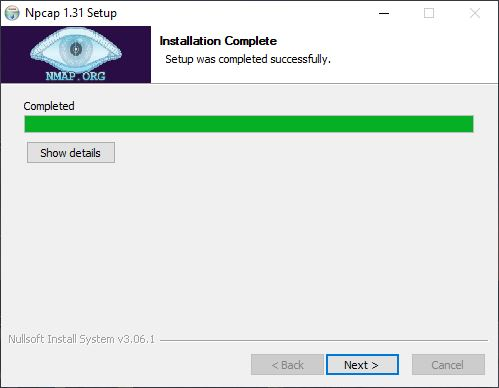 Npcap 1.31 Setup
Installation Complete
Setup was completed successfully.
NMAP.ORG
Completed
Show details
Nullsoft Install System v3.06.1
< Back
Next >
Cancel